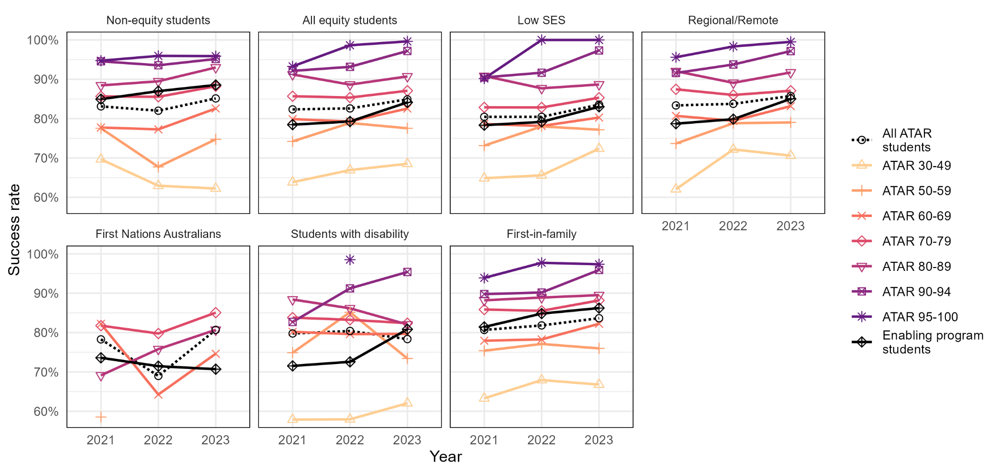 Non-equity students
All equity students
Low SES
Regional/Remote
100%
90%
80%
70%
60%
2021
2022
2023
First Nations Australians
Students with disability
First-in-family
100%
90%
80%
70%
60%
2021
2022
2023
2021
2022
2023
2021
2022
2023
Success rate
Year
All ATAR
students
ATAR 30-49
ATAR 50-59
ATAR 60-69
ATAR 70-79
ATAR 80-89
ATAR 90-94
ATAR 95-100
Enabling program
students